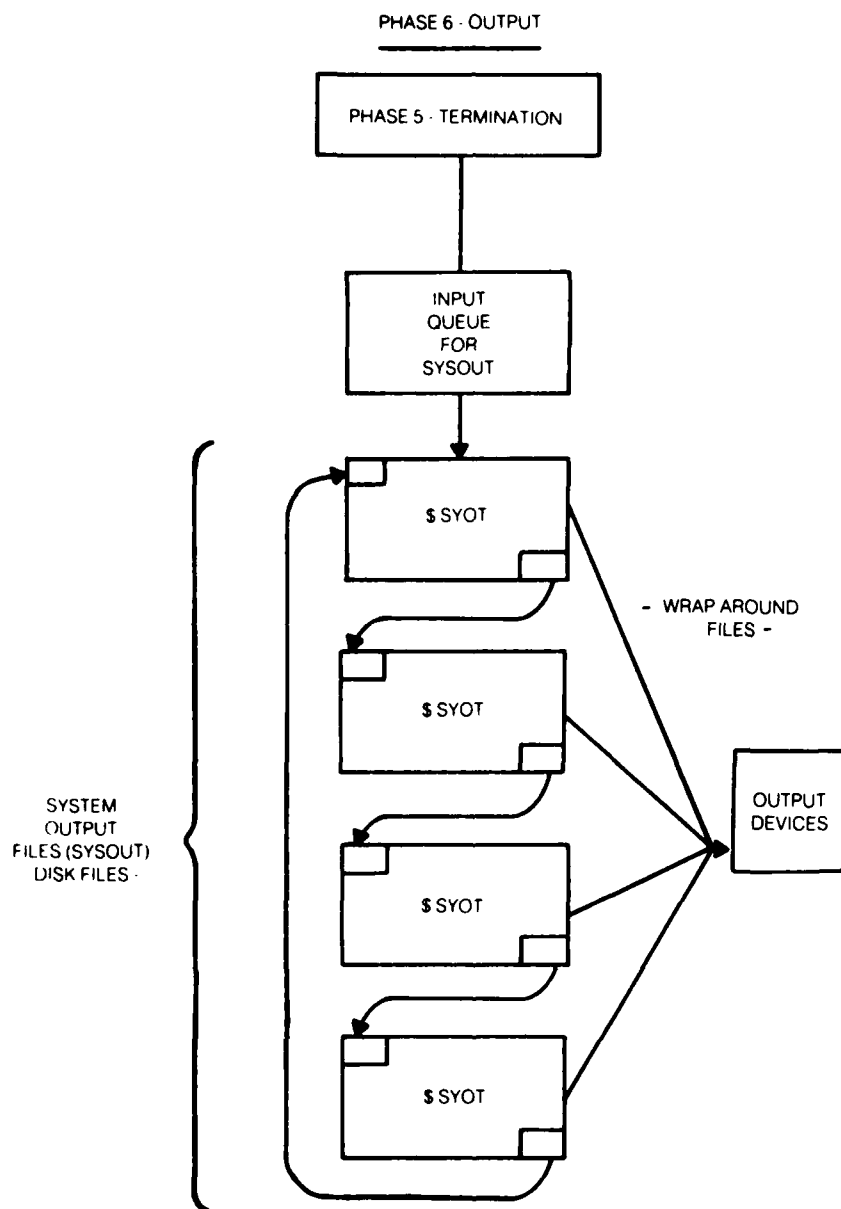 PHASE 6 - OUTPUT
PHASE 5 - TERMINATION
INPUT
QUEUE
FOR
SYSOUT
$ SYOT
- WRAP AROUND
FILES -
$ SYOT
SYSTEM
OUTPUT
FILES (SYSOUT)
DISK FILES -
OUTPUT
DEVICES
$ SYOT
$ SYOT